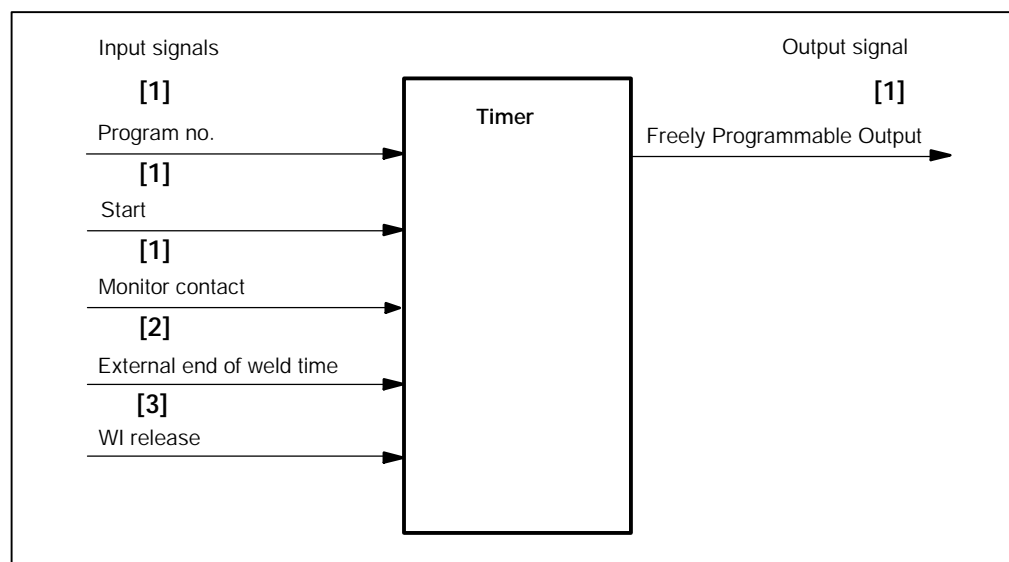 Input signals
Output signal
[1]
[1]
Timer
Program no.
Freely Programmable Output
[1]
Start
[1]
Monitor contact
[2]
External end of weld time
[3]
WI release